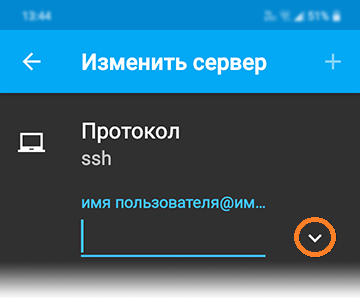 13:44
51%
Изменить сервер
Протокол
ssh
имя пользователя@им...